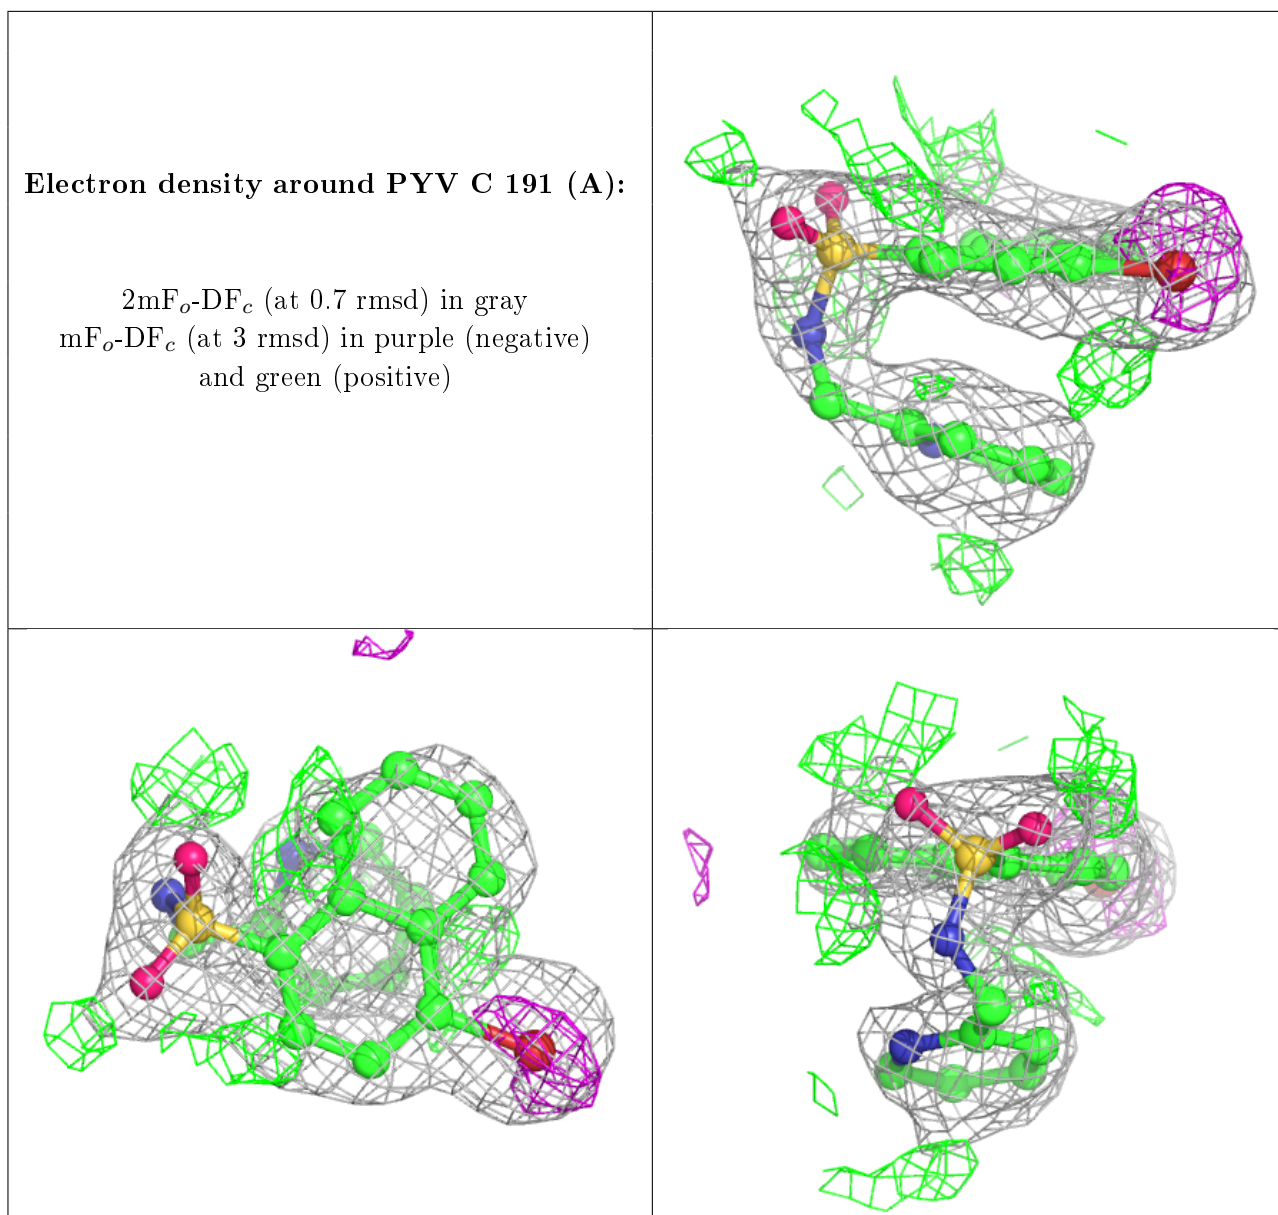 Electron density around PYV C 191 (A):
2mFₒ-DF𝒸 (at 0.7 rmsd) in gray
mFₒ-DF𝒸 (at 3 rmsd) in purple (negative)
and green (positive)